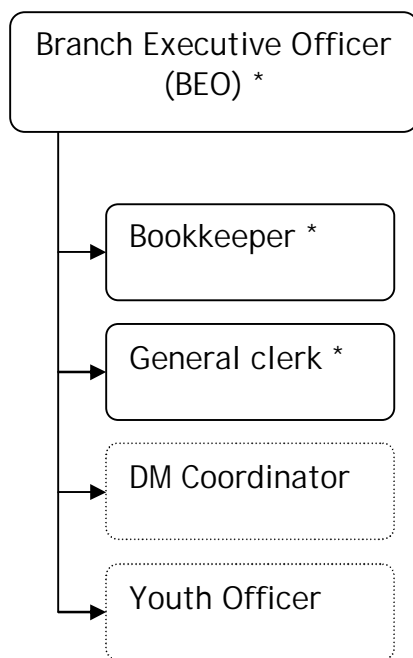 Branch Executive Officer
(BEO) *
Bookkeeper *
General clerk *
DM Coordinator
Youth Officer